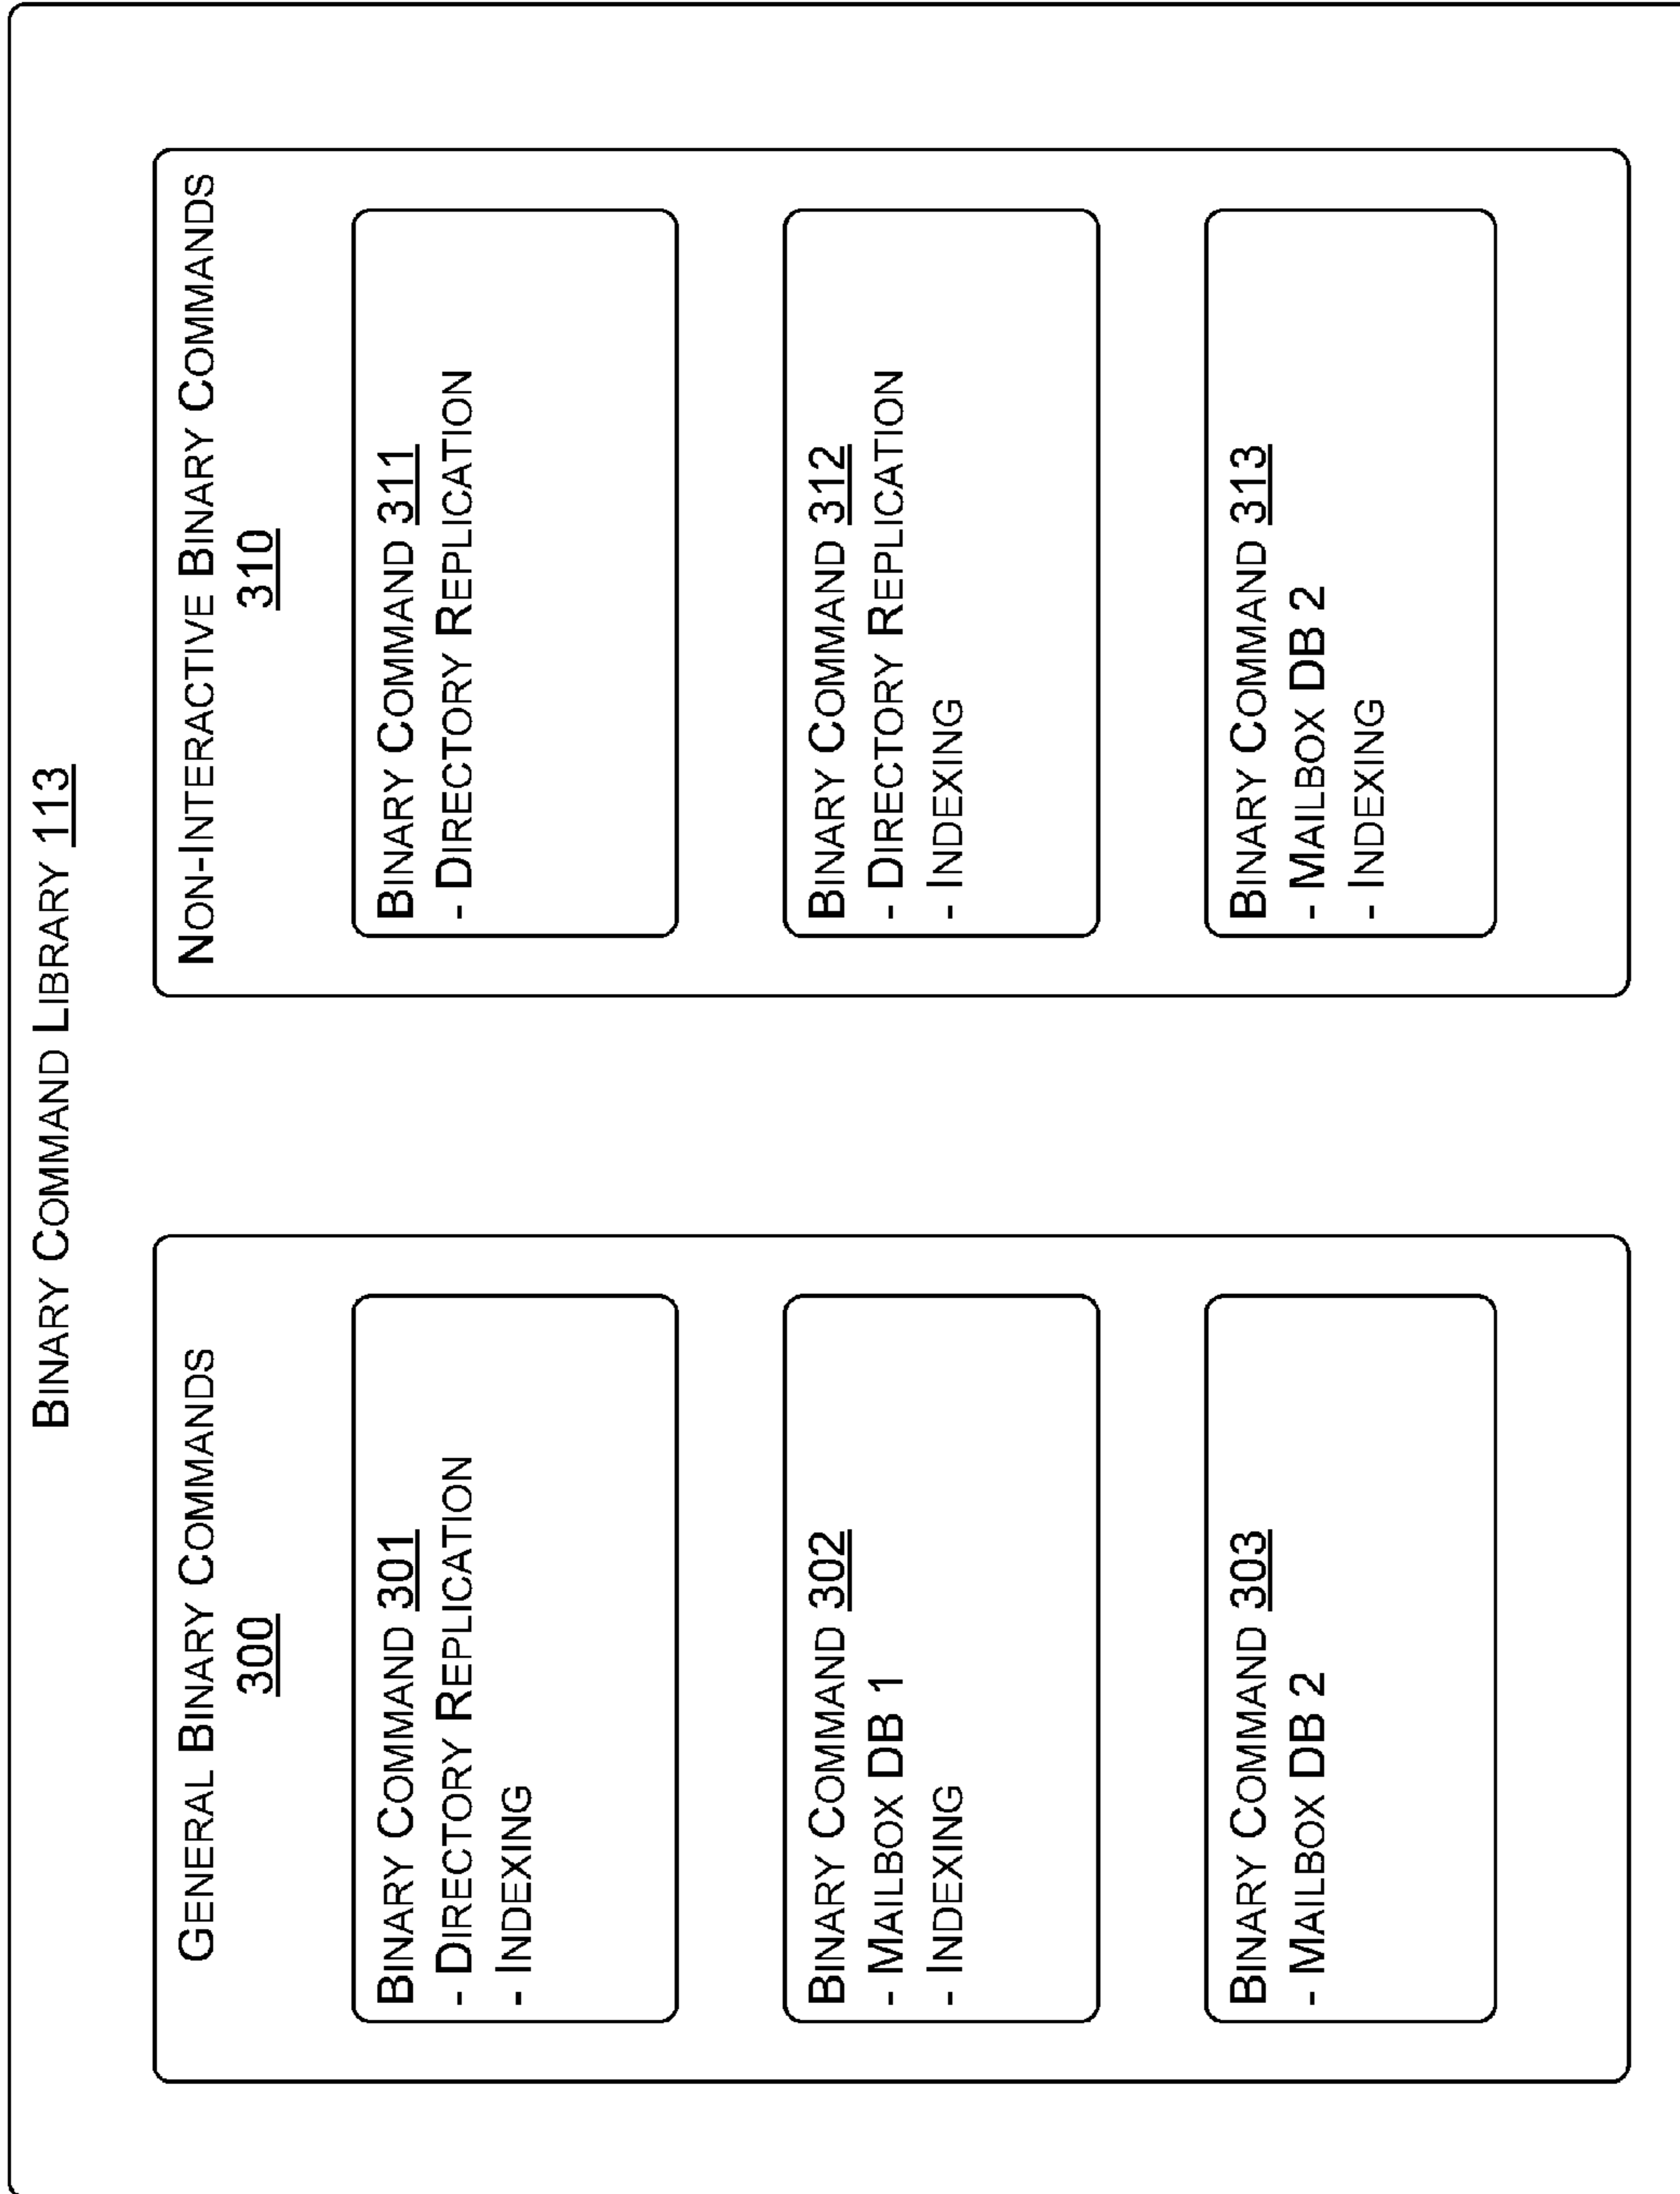 BINARY COMMAND LIBRARY 113
GENERAL BINARY COMMANDS
300
BINARY COMMAND 301
- DIRECTORY REPLICATION
- INDEXING
BINARY COMMAND 302
- MAILBOX DB 1
- INDEXING
BINARY COMMAND 303
- MAILBOX DB 2
NON-INTERACTIVE BINARY COMMANDS
310
BINARY COMMAND 311
- DIRECTORY REPLICATION
BINARY COMMAND 312
- DIRECTORY REPLICATION
- INDEXING
BINARY COMMAND 313
- MAILBOX DB 2
- INDEXING